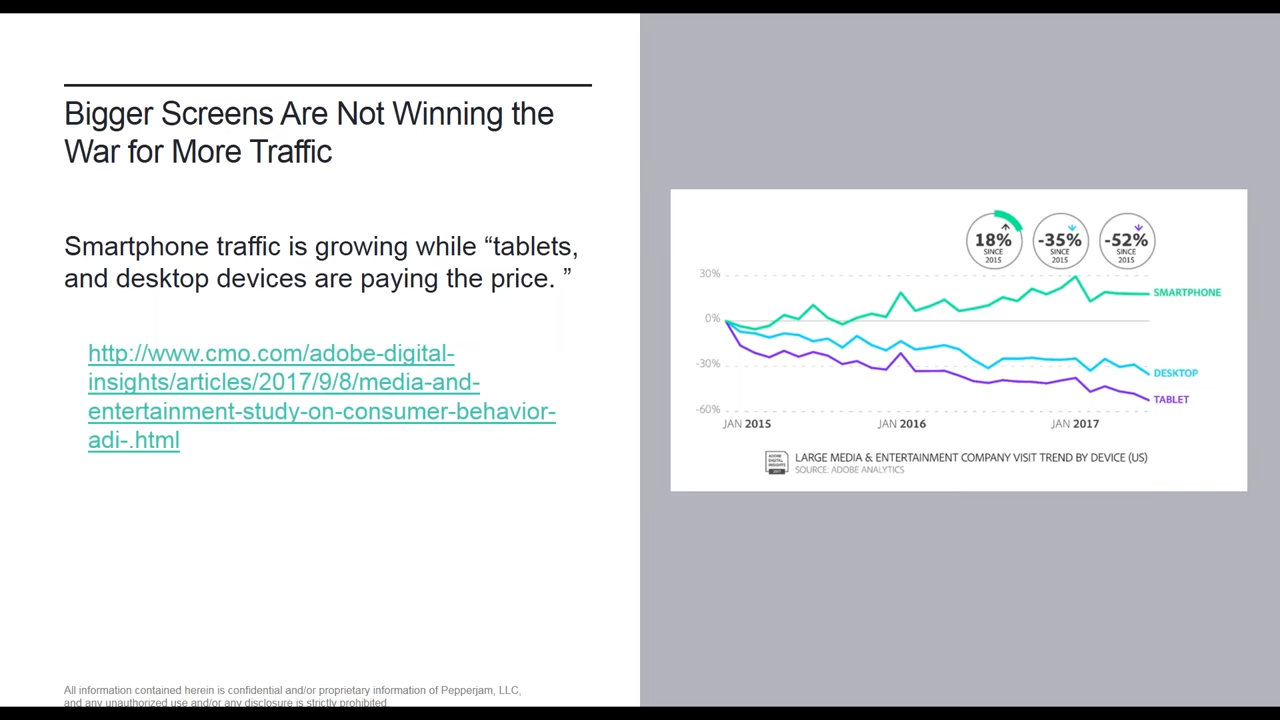 Bigger Screens Are Not Winning the
War for More Traffic
Smartphone traffic is growing while “tablets,
and desktop devices are paying the price. ”
http://www.cmo.com/adobe-digital-
insights/articles/2017/9/8/media-and-
entertainment-study-on-consumer-behavior-
adi-.html
All information contained herein is confidential and/or proprietary information of Pepperjam, LLC,
and any unauthorized use and/or any disclosure is strictly prohibited.
18%
SINCE
2015
-35%
SINCE
2015
-52%
SINCE
2015
30%
0%
-30%
-60%
SMARTPHONE
DESKTOP
TABLET
JAN 2015
JAN 2016
JAN 2017
ADOBE
DIGITAL
INSIGHTS
2017
LARGE MEDIA & ENTERTAINMENT COMPANY VISIT TREND BY DEVICE (US)
SOURCE: ADOBE ANALYTICS